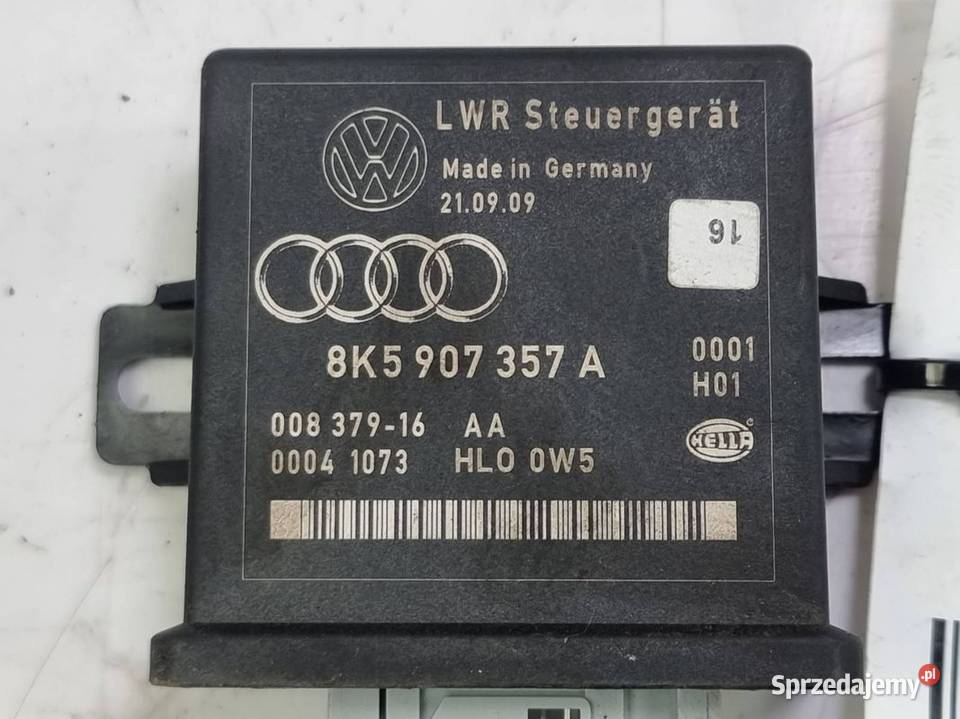 LWR Steuergerät
Made in Germany
21.09.09
16
8K5 907 357 A
0001
H01
008 379-16 AA
0004 1073 HLO 0W5
HELLA
Sprzedajemy.pl